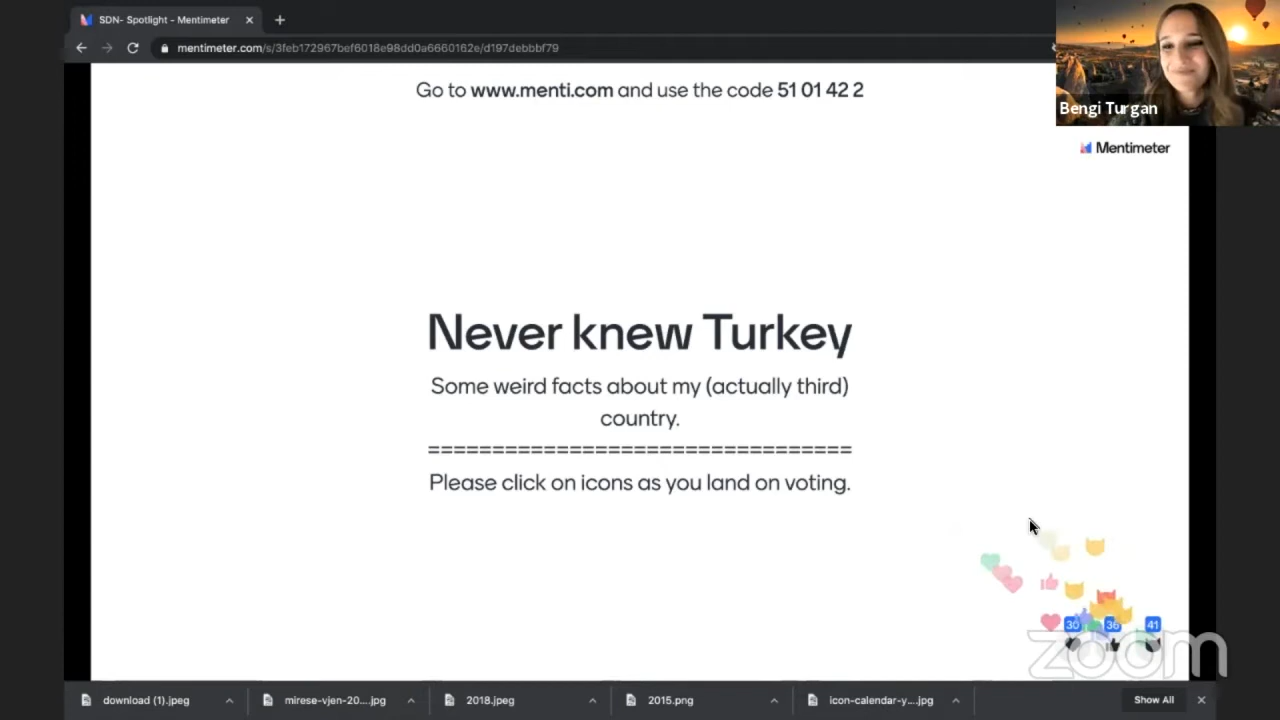 SDN- Spotlight - Mentimeter
mentimeter.com/s/3feb172967bef6018e98dd0a6660162e/d197debbbf79
Go to www.menti.com and use the code 51 01 42 2
Bengi Turgan
Mentimeter
Never knew Turkey
Some weird facts about my (actually third)
country.
=================================
Please click on icons as you land on voting.
30 36 41
zoom
download (1).jpeg mirese-vjen-20....jpg 2018.jpeg 2015.png icon-calendar-y....jpg Show All